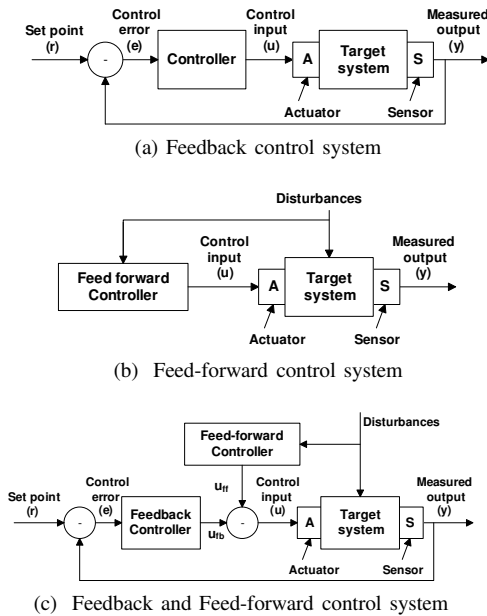 Set point
(r)
Control
error
(e)
-
Controller
Control
input
(u)
A
Target
system
S
Measured
output
(y)
Actuator
Sensor
(a) Feedback control system
Disturbances
Feed forward
Controller
Control
input
(u)
A
Target
system
S
Measured
output
(y)
Actuator
Sensor
(b) Feed-forward control system
Disturbances
Feed-forward
Controller
Set point
(r)
Control
error
(e)
-
Feedback
Controller
uff
ufb
-
Control
input
(u)
A
Target
system
S
Measured
output
(y)
Actuator
Sensor
(c) Feedback and Feed-forward control system